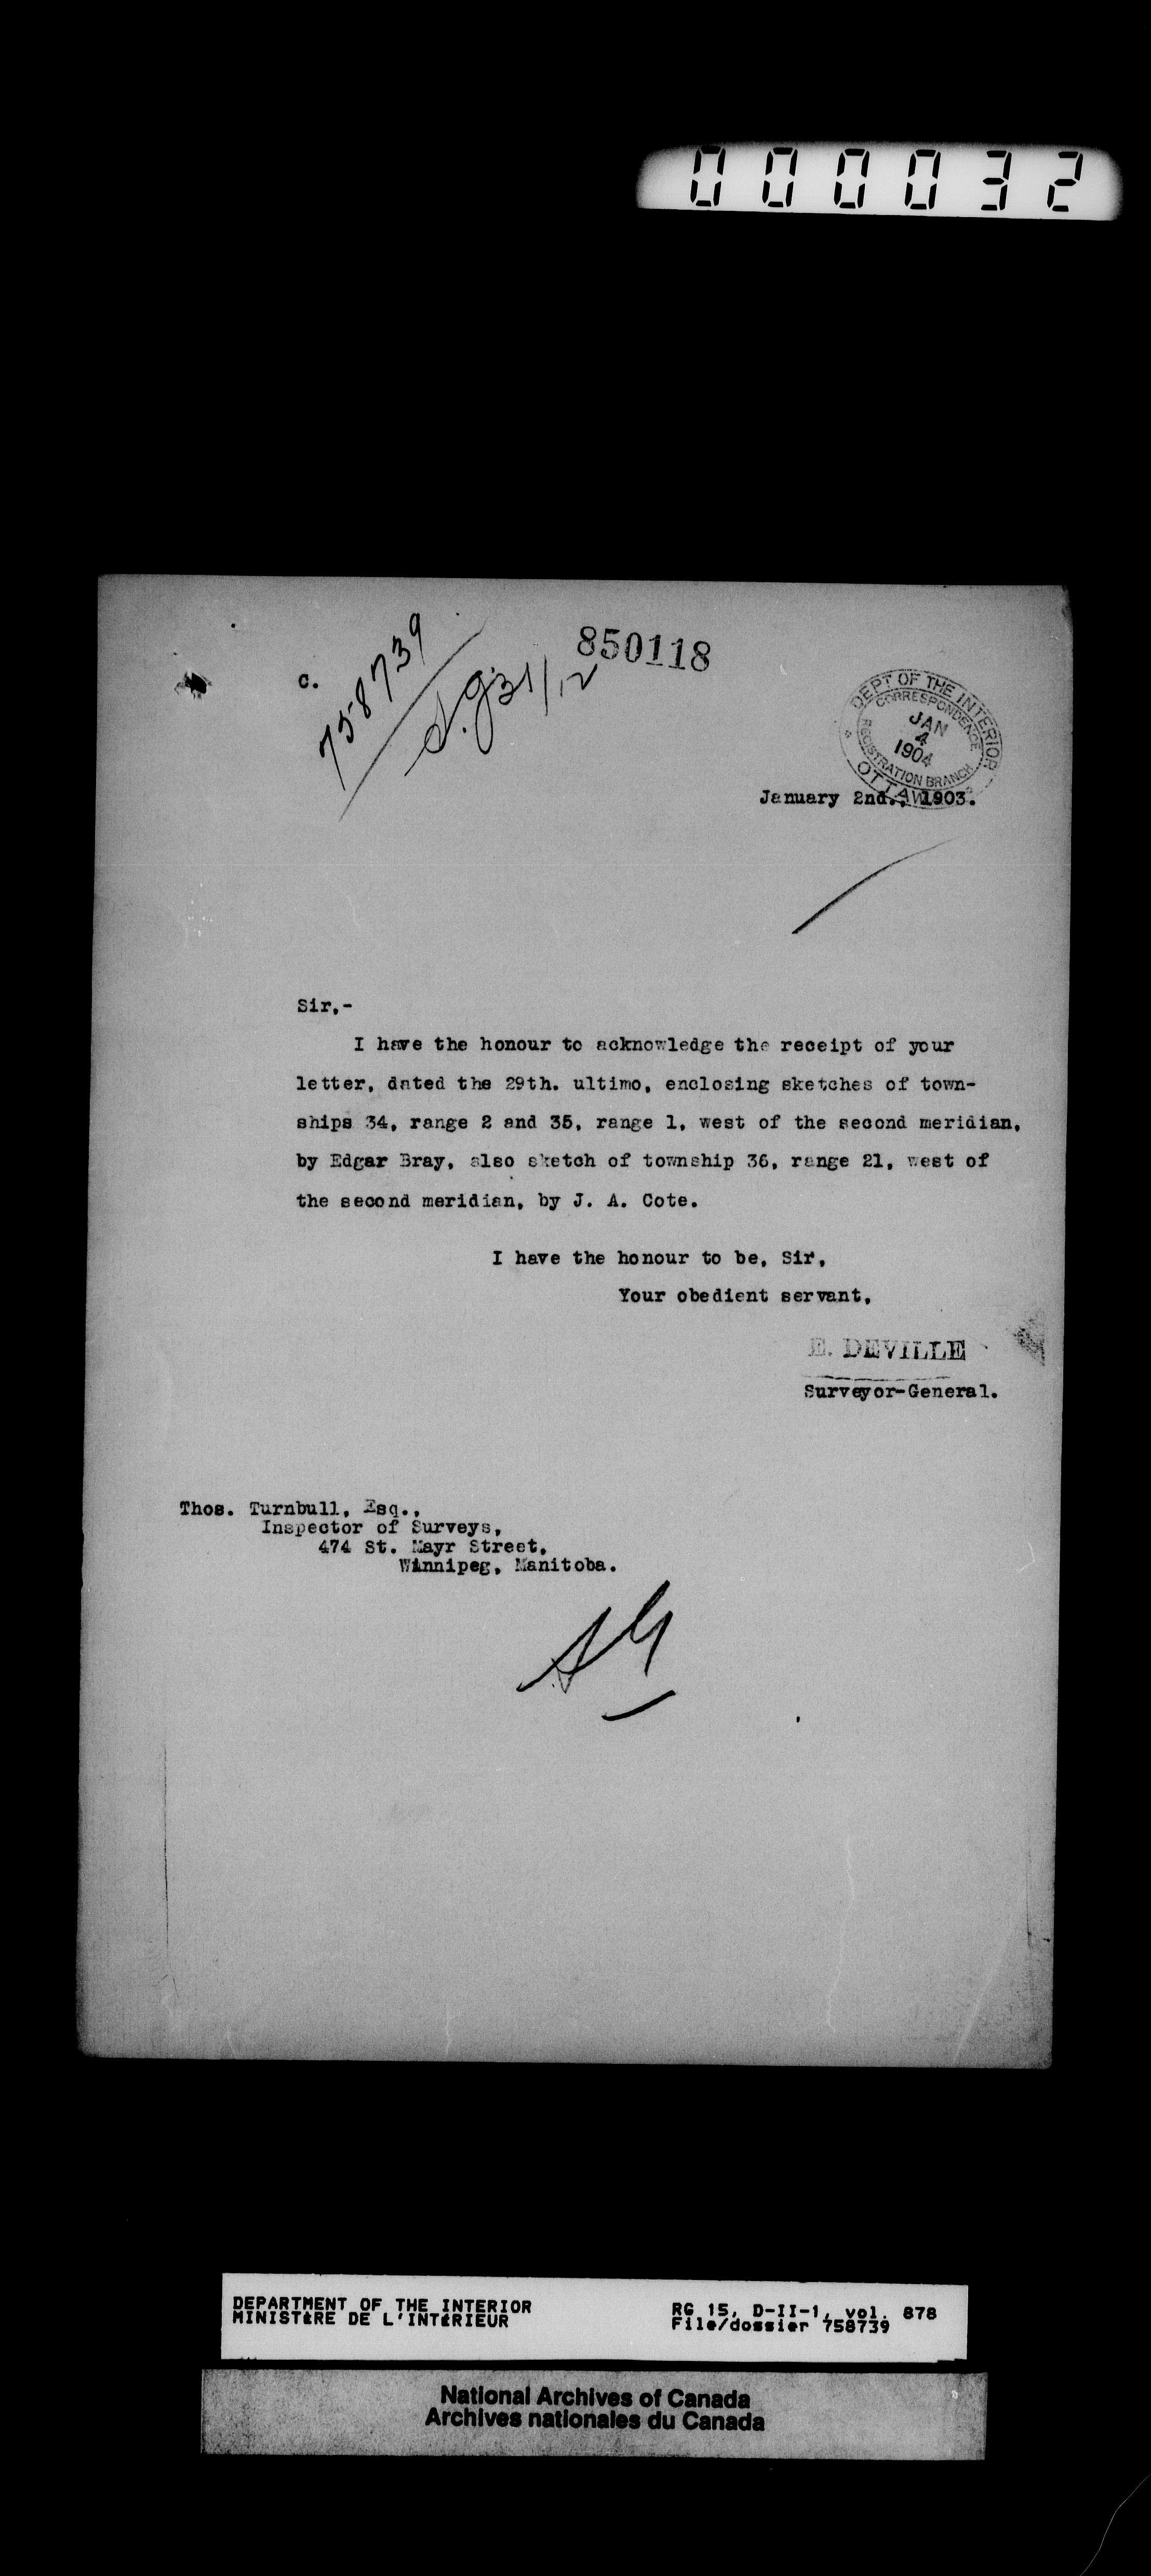 000032
850118
C.
758739
S.G. 31/12
DEPT OF THE INTERIOR
CORRESPONDENCE
JAN
4
1904
REGISTRATION BRANCH
OTTAWA
January 2nd., 1903.
Sir,-
I have the honour to acknowledge the receipt of your
letter, dated the 29th. ultimo, enclosing sketches of town-
ships 34, range 2 and 35, range 1, west of the second meridian,
by Edgar Bray, also sketch of township 36, range 21, west of
the second meridian, by J. A. Cote.
I have the honour to be, Sir,
Your obedient servant,
E. DEVILLE
Surveyor-General.
Thos. Turnbull, Esq.,
Inspector of Surveys,
474 St. Mayr Street,
Winnipeg, Manitoba.
DEPARTMENT OF THE INTERIOR
MINISTÈRE DE L'INTÉRIEUR
RG 15, D-II-1, vol. 878
File/dossier 758739
National Archives of Canada
Archives nationales du Canada